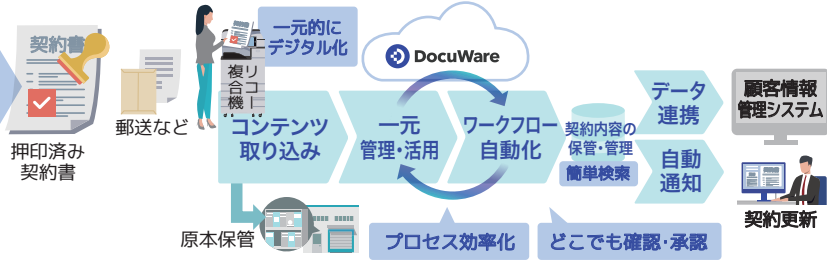 契約書
押印済み
契約書
郵送など
一元的に
デジタル化
リコー
複合機
DocuWare
コンテンツ
取り込み
一元
管理・活用
ワークフロー
自動化
契約内容の
保管・管理
簡単検索
データ
連携
自動
通知
顧客情報
管理システム
契約更新
原本保管
プロセス効率化
どこでも確認・承認